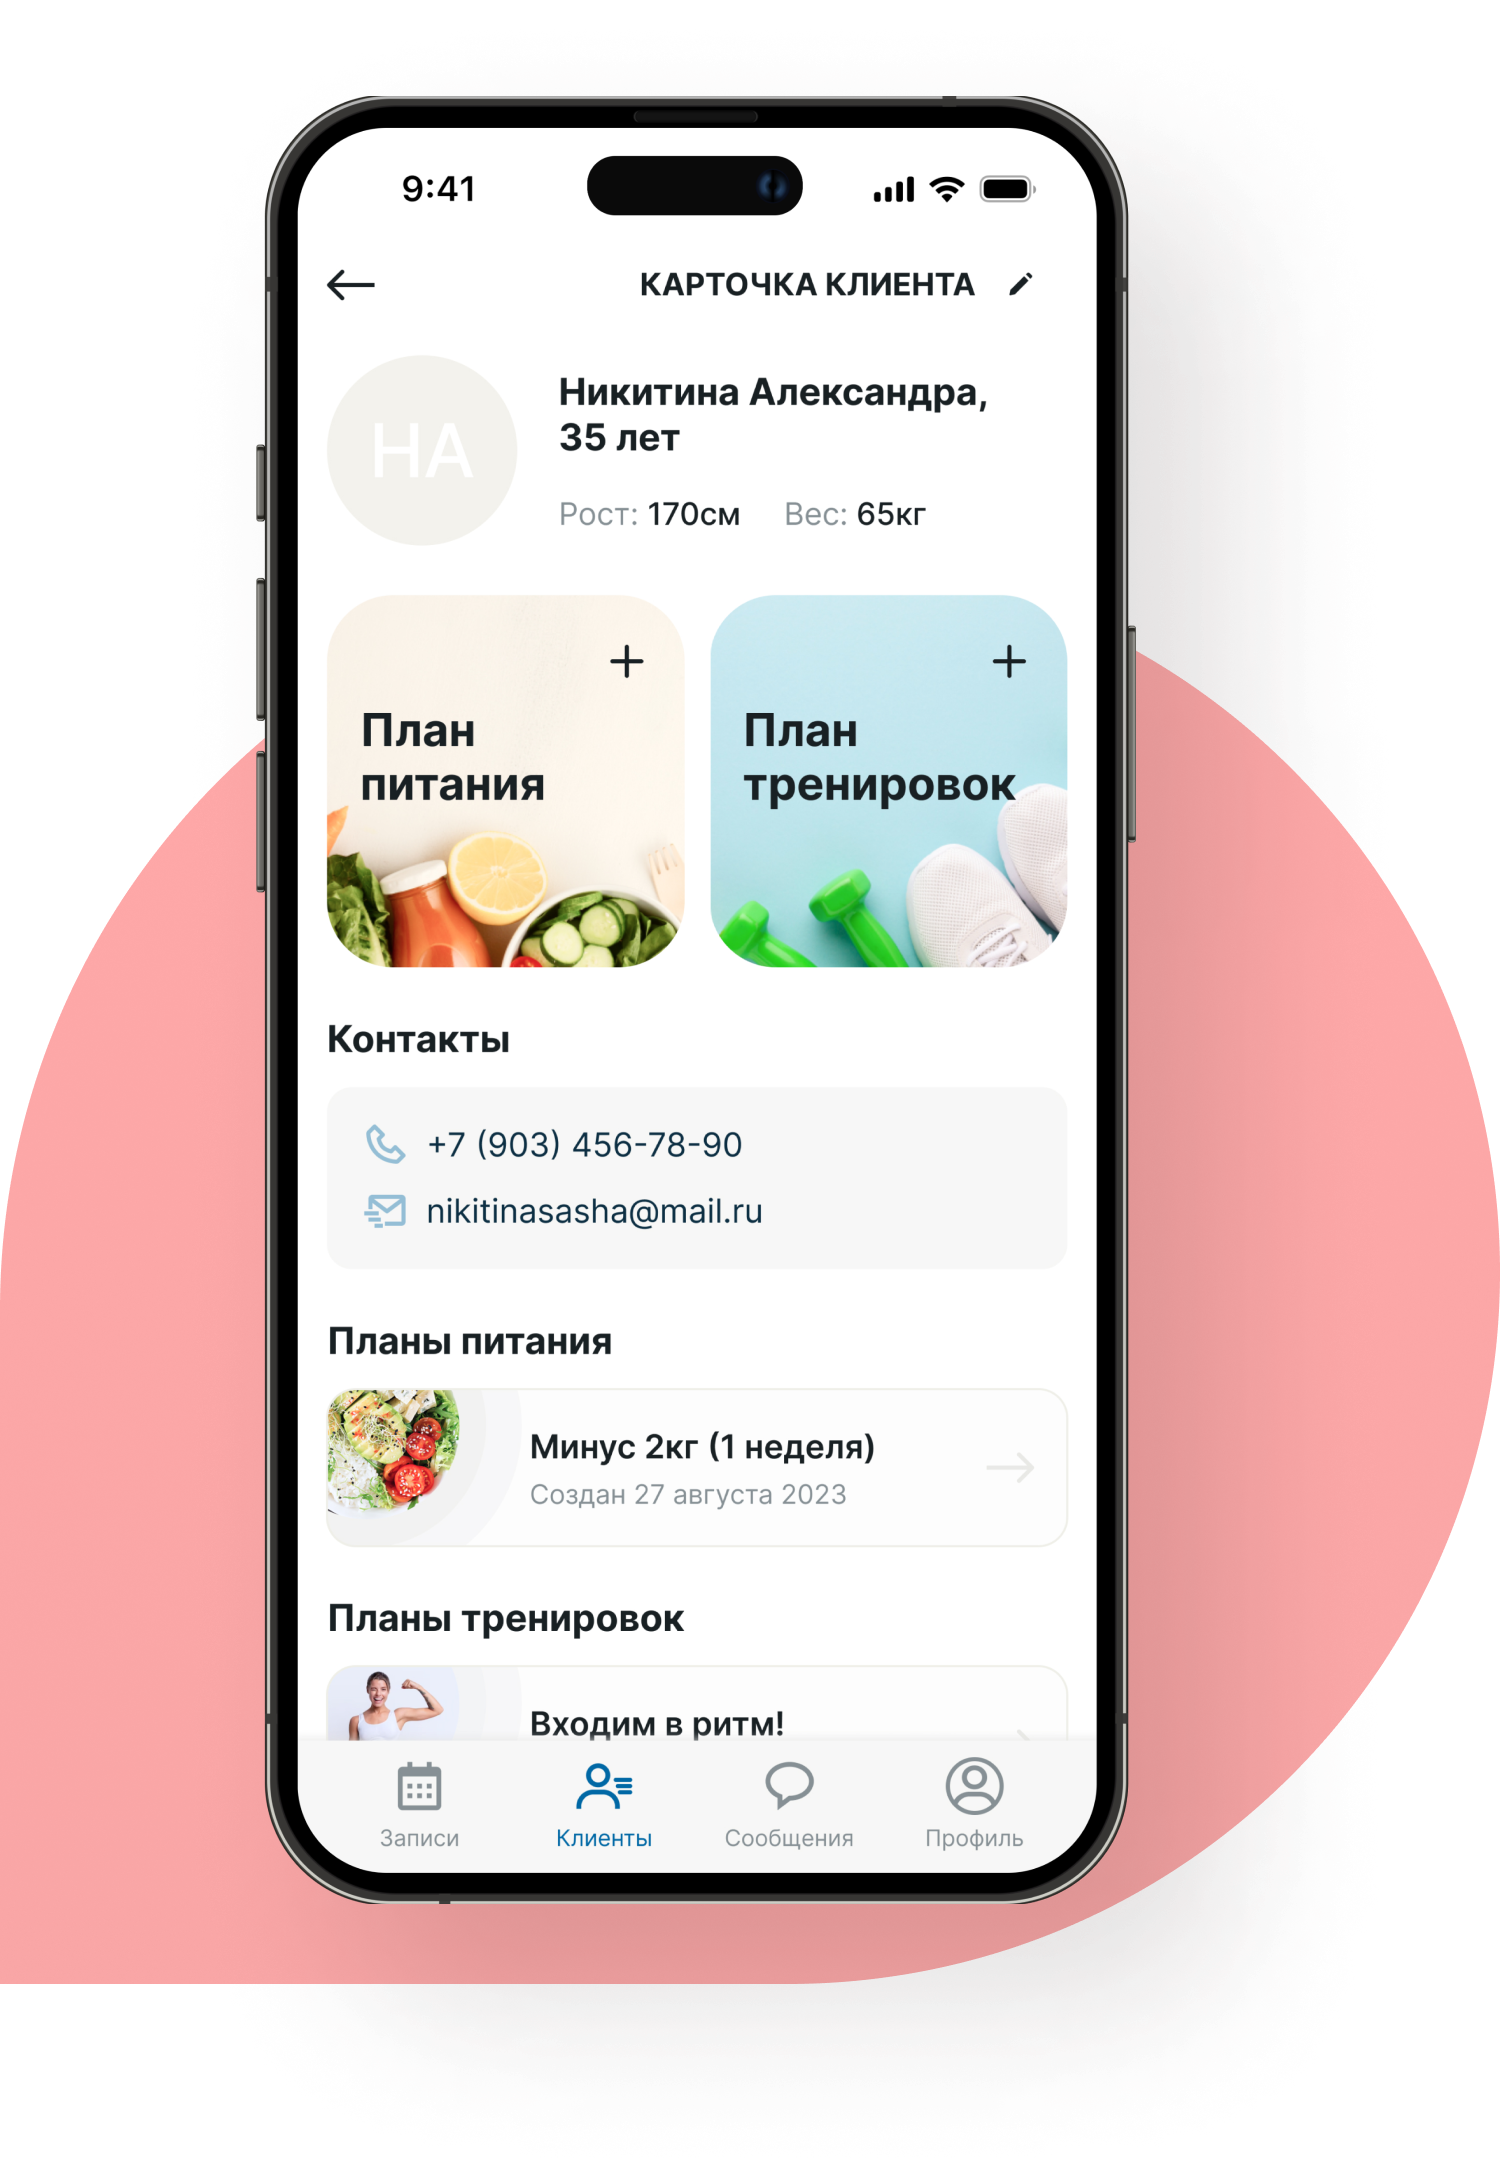 9:41
КАРТОЧКА КЛИЕНТА
НА
Никитина Александра,
35 лет
Рост: 170см Вес: 65кг
План
питания
План
тренировок
Контакты
+7 (903) 456-78-90
nikitinasasha@mail.ru
Планы питания
Минус 2кг (1 неделя)
Создан 27 августа 2023
Планы тренировок
Входим в ритм!
Записи
Клиенты
Сообщения
Профиль